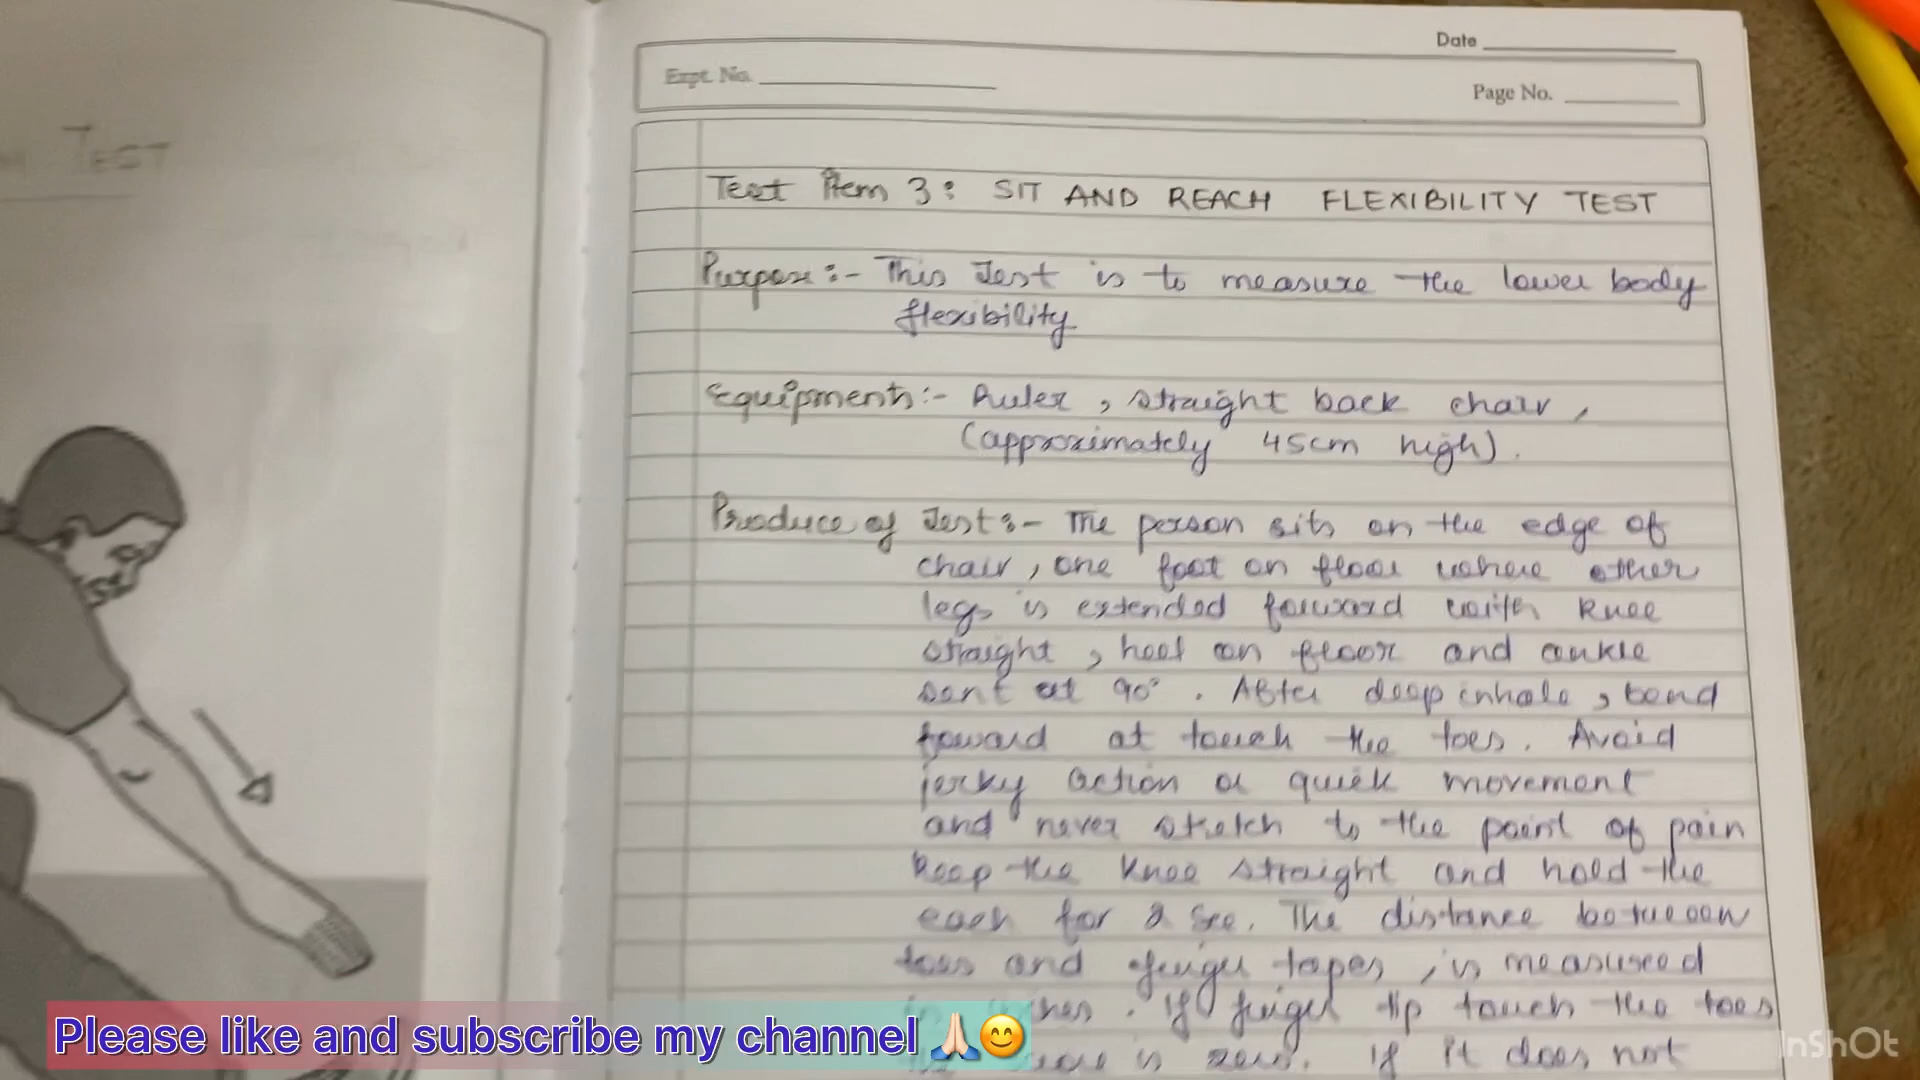 TEST
Date
Expt. No.
Page No.
Test Item 3: SIT AND REACH FLEXIBILITY TEST
Purpose:- This Test is to measure the lower body
flexibility
Equipments:- Ruler, straight back chair,
(approximately 45cm high).
Produce of Test:- The person sits on the edge of
chair, one foot on floor where other
legs is extended forward with knee
straight, heel on floor and ankle
bent at 90°. After deep inhale, bend
foward at touch the toes. Avoid
jerky action or quick movement
and never stretch to the point of pain
keep the knee straight and hold the
each for 2 sec. The distance between
toes and finger tapes, is measured
If finger tip touch the toes
is zero. If it does not
Please like and subscribe my channel 🙏🏻😊
InShOt